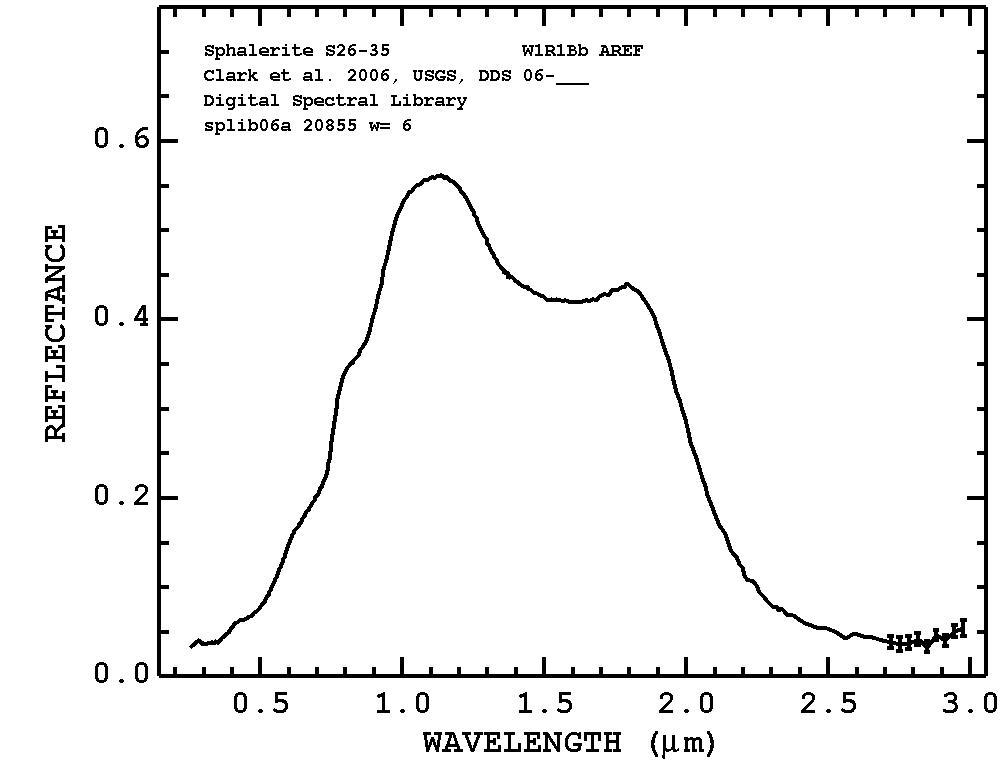 Sphalerite S26-35 W1R1Bb AREF
Clark et al. 2006, USGS, DDS 06-___
Digital Spectral Library
splib06a 20855 w= 6
0.6
0.4
0.2
0.0
REFLECTANCE
0.5 1.0 1.5 2.0 2.5 3.0
WAVELENGTH (μm)